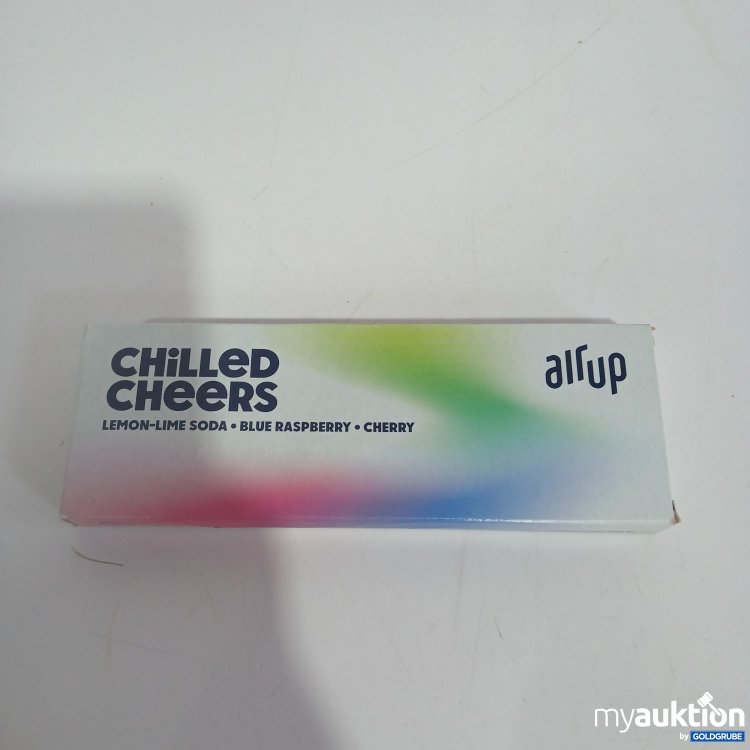 CHiLLeD
CHeeRS
LEMON-LIME SODA • BLUE RASPBERRY • CHERRY
air up
myauktion
by GOLDGRUBE